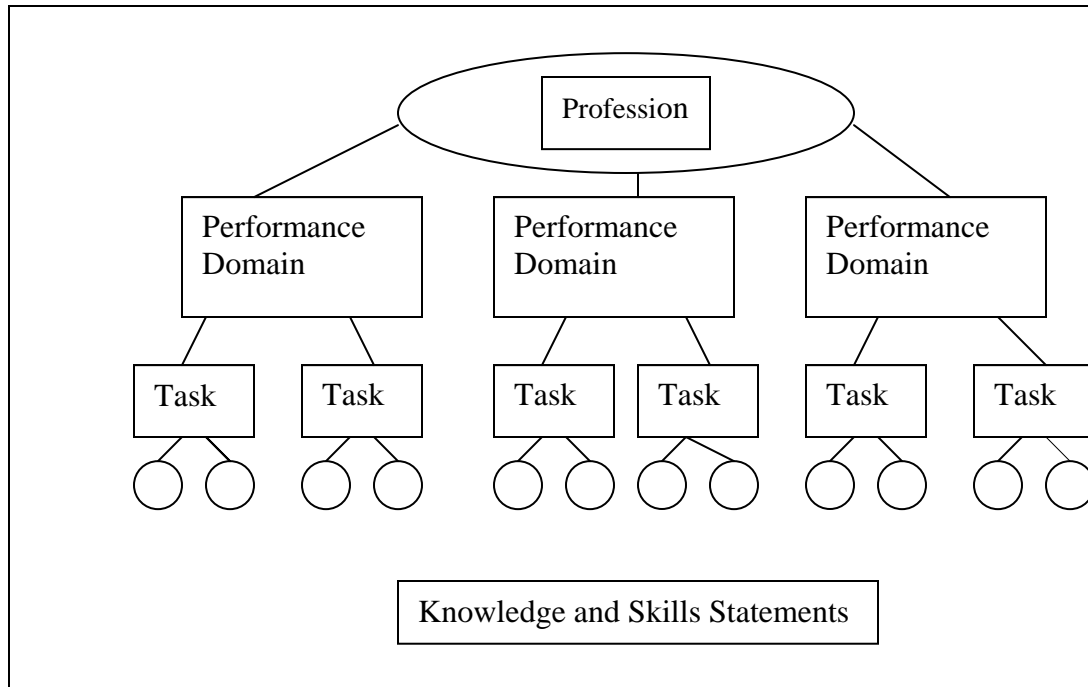 Profession
Performance
Domain
Performance
Domain
Performance
Domain
Task
Task
Task
Task
Task
Task
Knowledge and Skills Statements